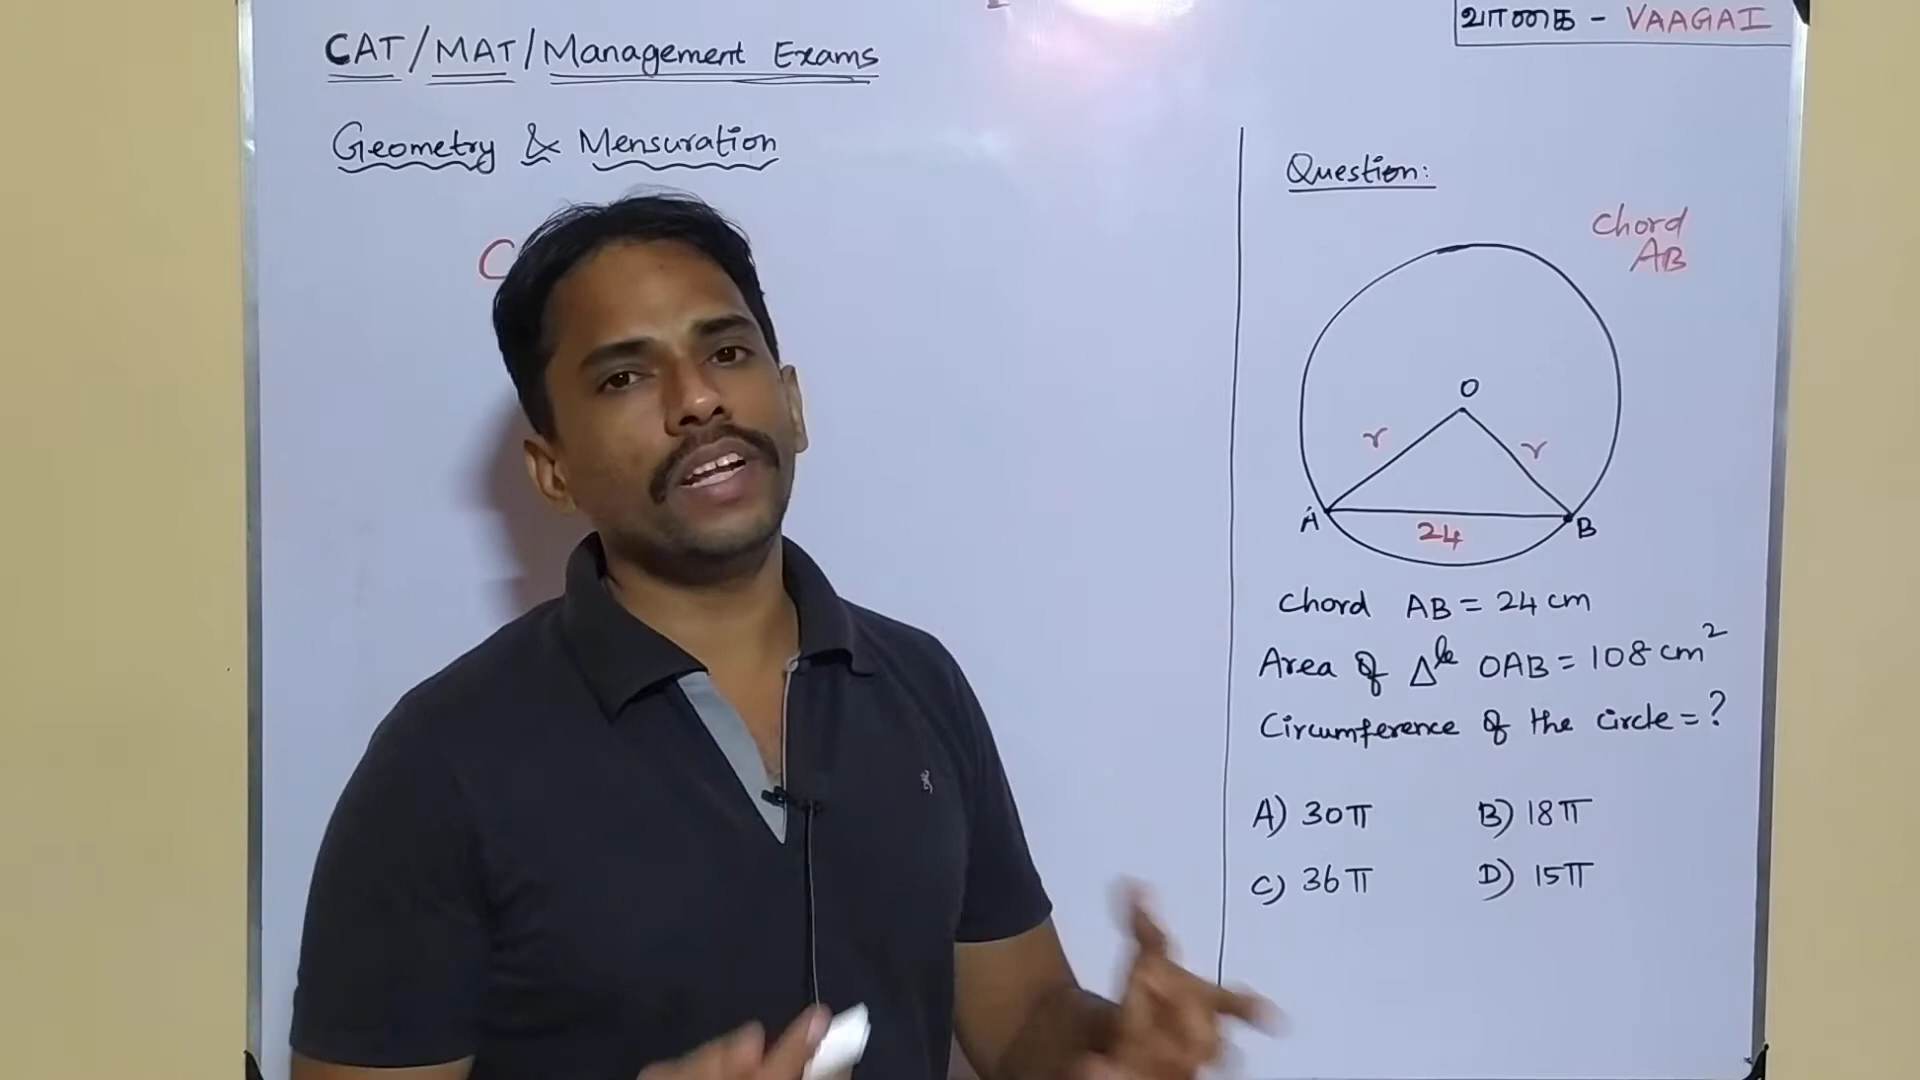 வாகை - VAAGAI
CAT/MAT/Management Exams
Geometry & Mensuration
C
Question:
Chord
AB
O
r
r
A
24
B
Chord AB = 24 cm
Area of Δle OAB = 108 cm²
Circumference of the circle = ?
A) 30π B) 18π
C) 36π D) 15π